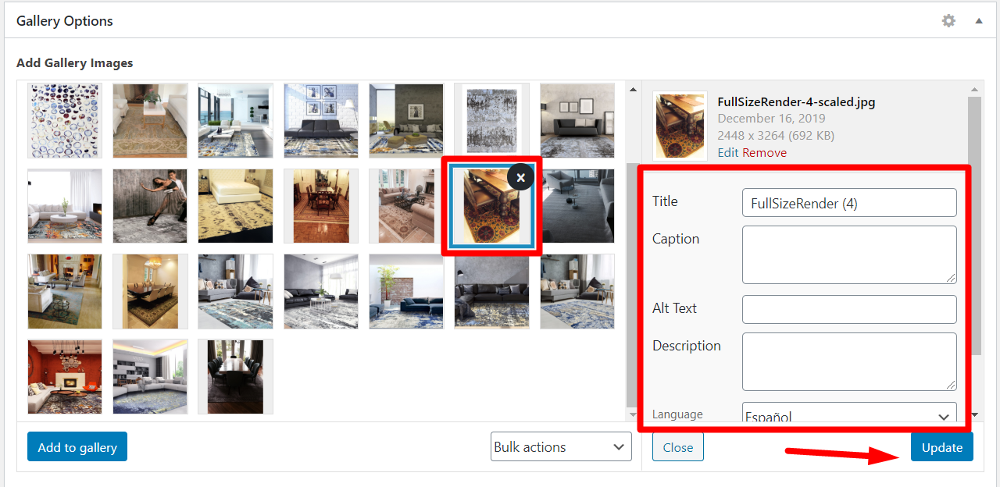 Gallery Options
Add Gallery Images
FullSizeRender-4-scaled.jpg
December 16, 2019
2448 x 3264 (692 KB)
Edit Remove
Title
FullSizeRender (4)
Caption
Alt Text
Description
Language
Español
Add to gallery
Bulk actions
Close
Update